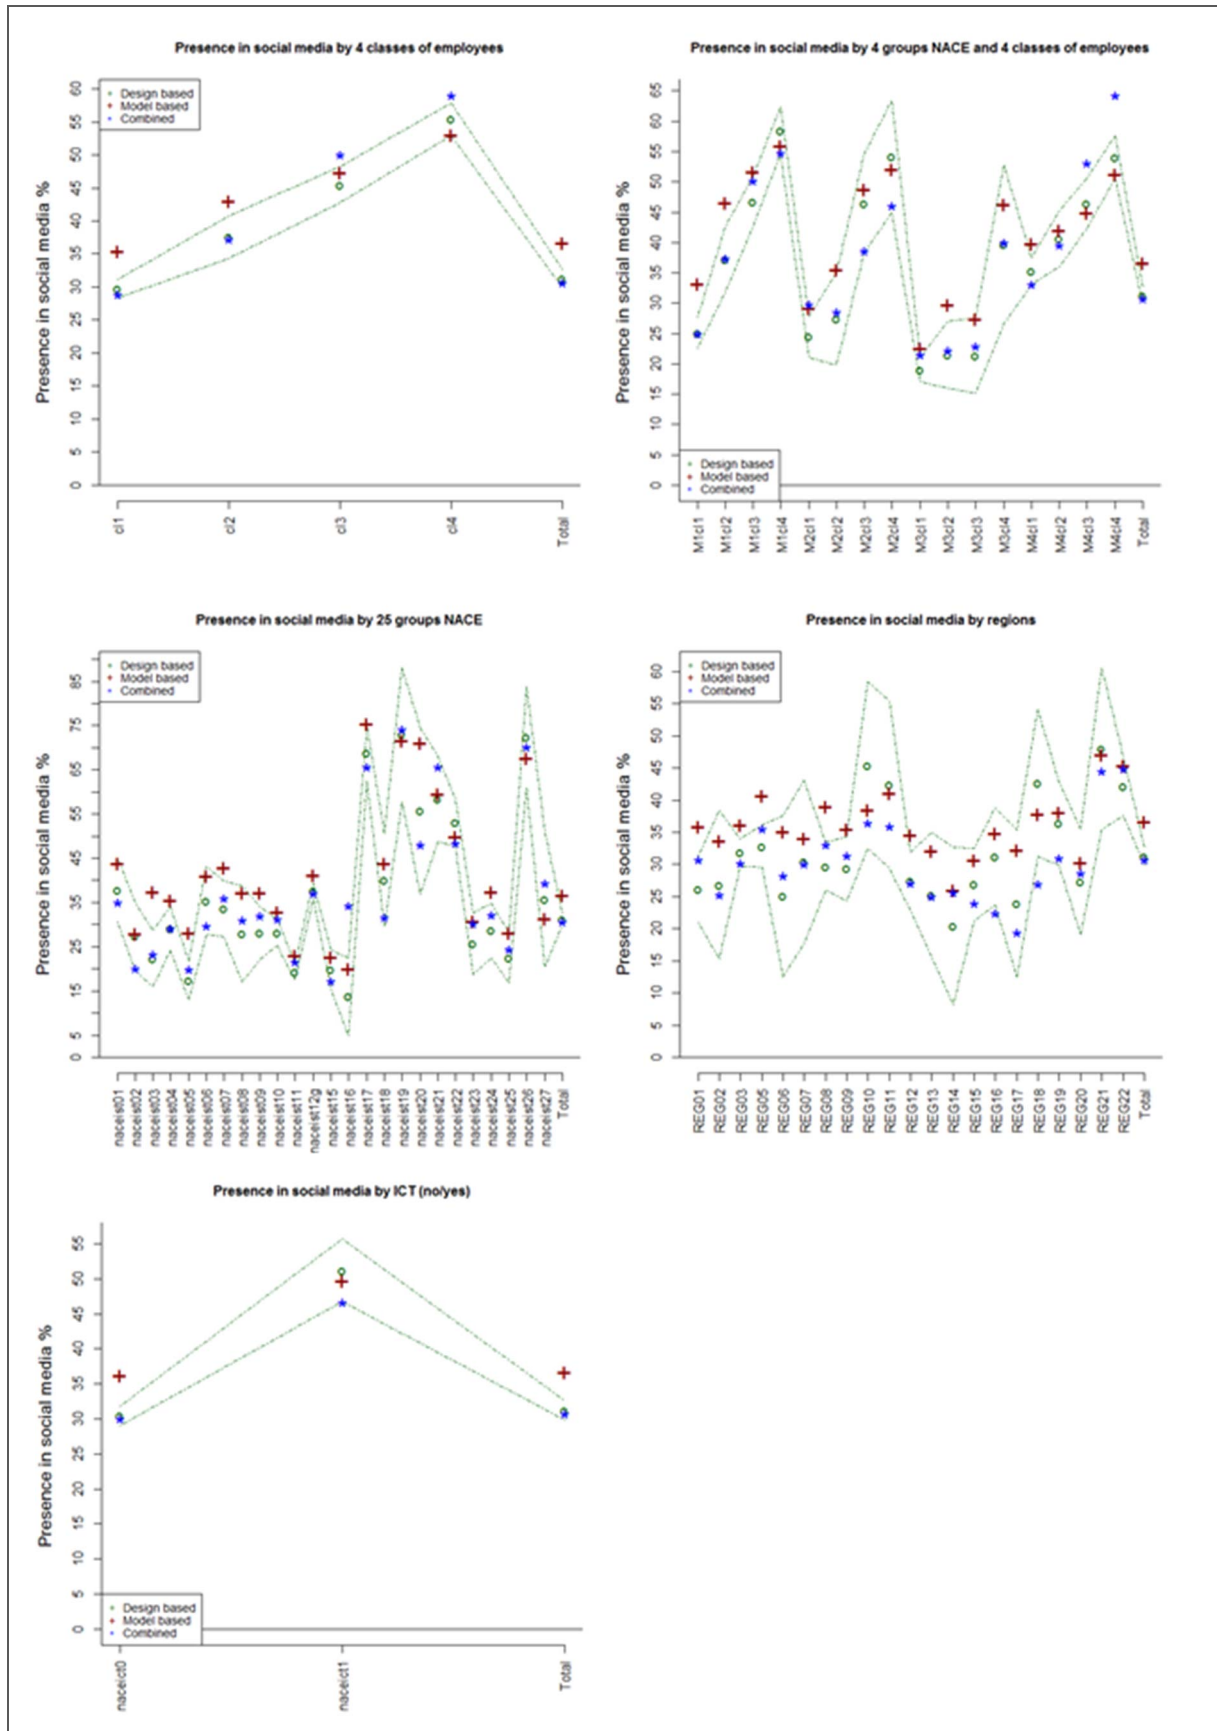 Presence in social media by 4 classes of employees
Design based
Model based
Combined
Presence in social media %
60
55
50
45
40
35
30
25
20
15
10
5
0
cl1
cl2
cl3
cl4
Total
Presence in social media by 4 groups NACE and 4 classes of employees
Presence in social media %
65
60
55
50
45
40
35
30
25
20
15
10
5
0
Design based
Model based
Combined
M1cl1
M1cl2
M1cl3
M1cl4
M2cl1
M2cl2
M2cl3
M2cl4
M3cl1
M3cl2
M3cl3
M3cl4
M4cl1
M4cl2
M4cl3
M4cl4
Total
Presence in social media by 25 groups NACE
Design based
Model based
Combined
Presence in social media %
85
75
65
55
45
35
25
15
5
0
naceist01
naceist02
naceist03
naceist04
naceist05
naceist06
naceist07
naceist08
naceist09
naceist10
naceist11
naceist12g
naceist15
naceist16
naceist17
naceist18
naceist19
naceist20
naceist21
naceist22
naceist23
naceist24
naceist25
naceist26
naceist27
Total
Presence in social media by regions
Design based
Model based
Combined
Presence in social media %
60
55
50
45
40
35
30
25
20
15
10
5
0
REG01
REG02
REG03
REG05
REG06
REG07
REG08
REG09
REG10
REG11
REG12
REG13
REG14
REG15
REG16
REG17
REG18
REG19
REG20
REG21
REG22
Total
Presence in social media by ICT (no/yes)
Presence in social media %
55
50
45
40
35
30
25
20
15
10
5
0
Design based
Model based
Combined
naceict0
naceict1
Total